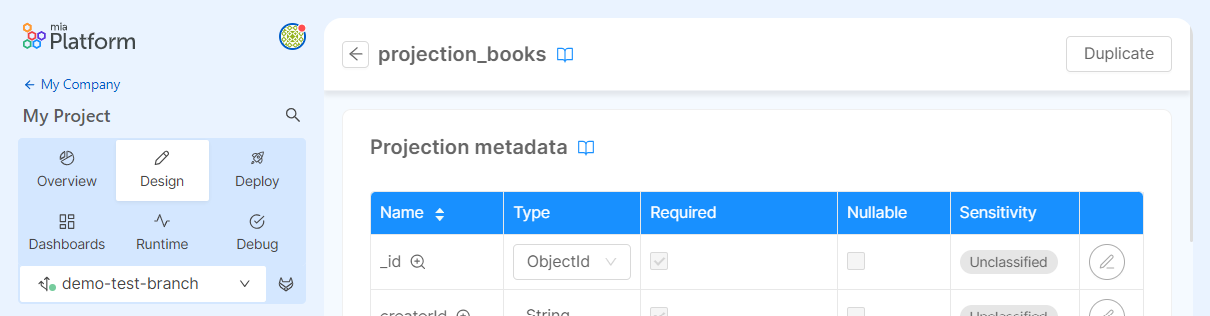 mia
Platform
My Company
My Project
Overview
Design
Deploy
Dashboards
Runtime
Debug
demo-test-branch
projection_books
Duplicate
Projection metadata
Name Type Required Nullable Sensitivity
_id ObjectId Unclassified
creatorId String Unclassified